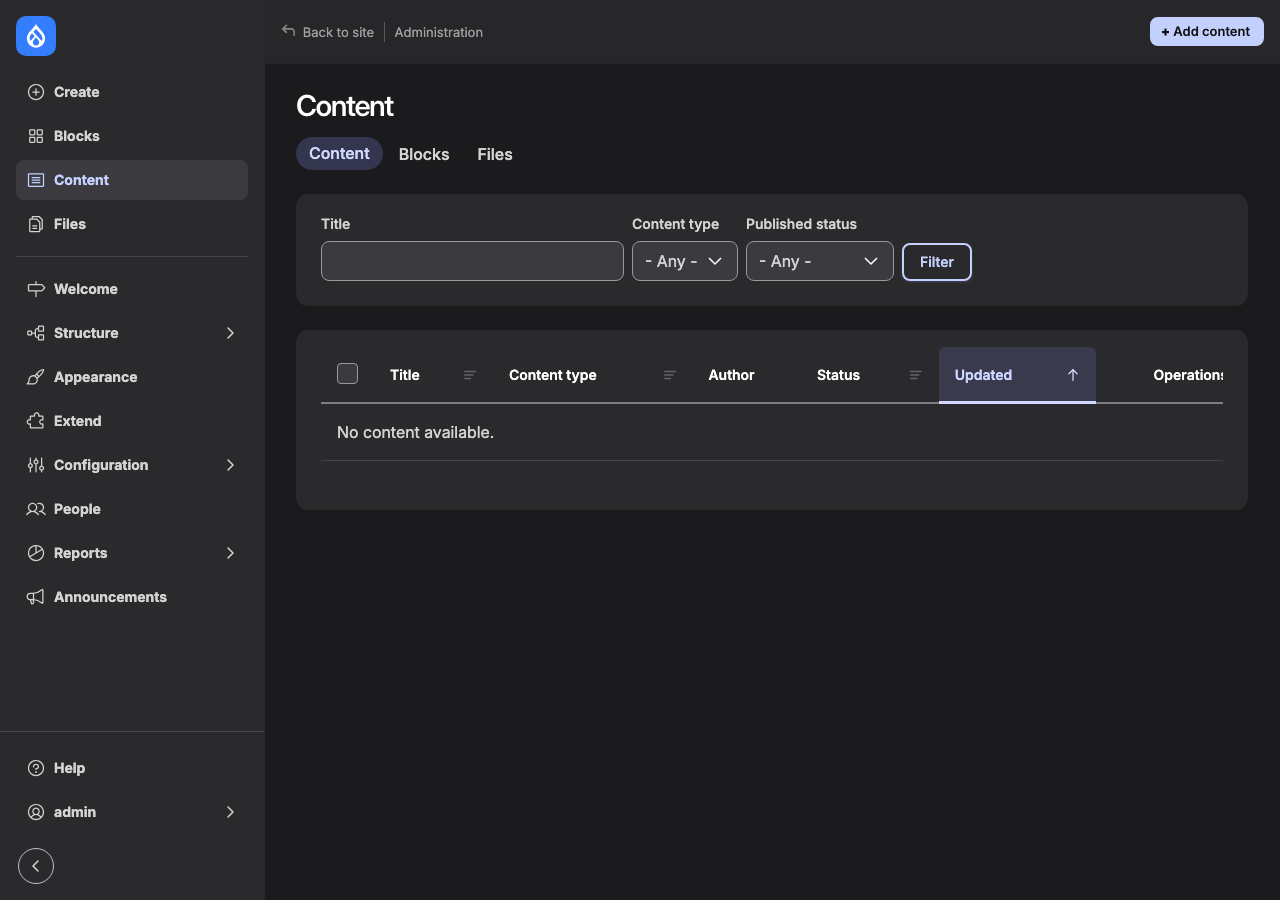 Back to site
Administration
+ Add content
Create
Blocks
Content
Files
Welcome
Structure
Appearance
Extend
Configuration
People
Reports
Announcements
Help
admin
Content
Content Blocks Files
Title Content type Published status
- Any - - Any - Filter
Title Content type Author Status Updated Operations
No content available.